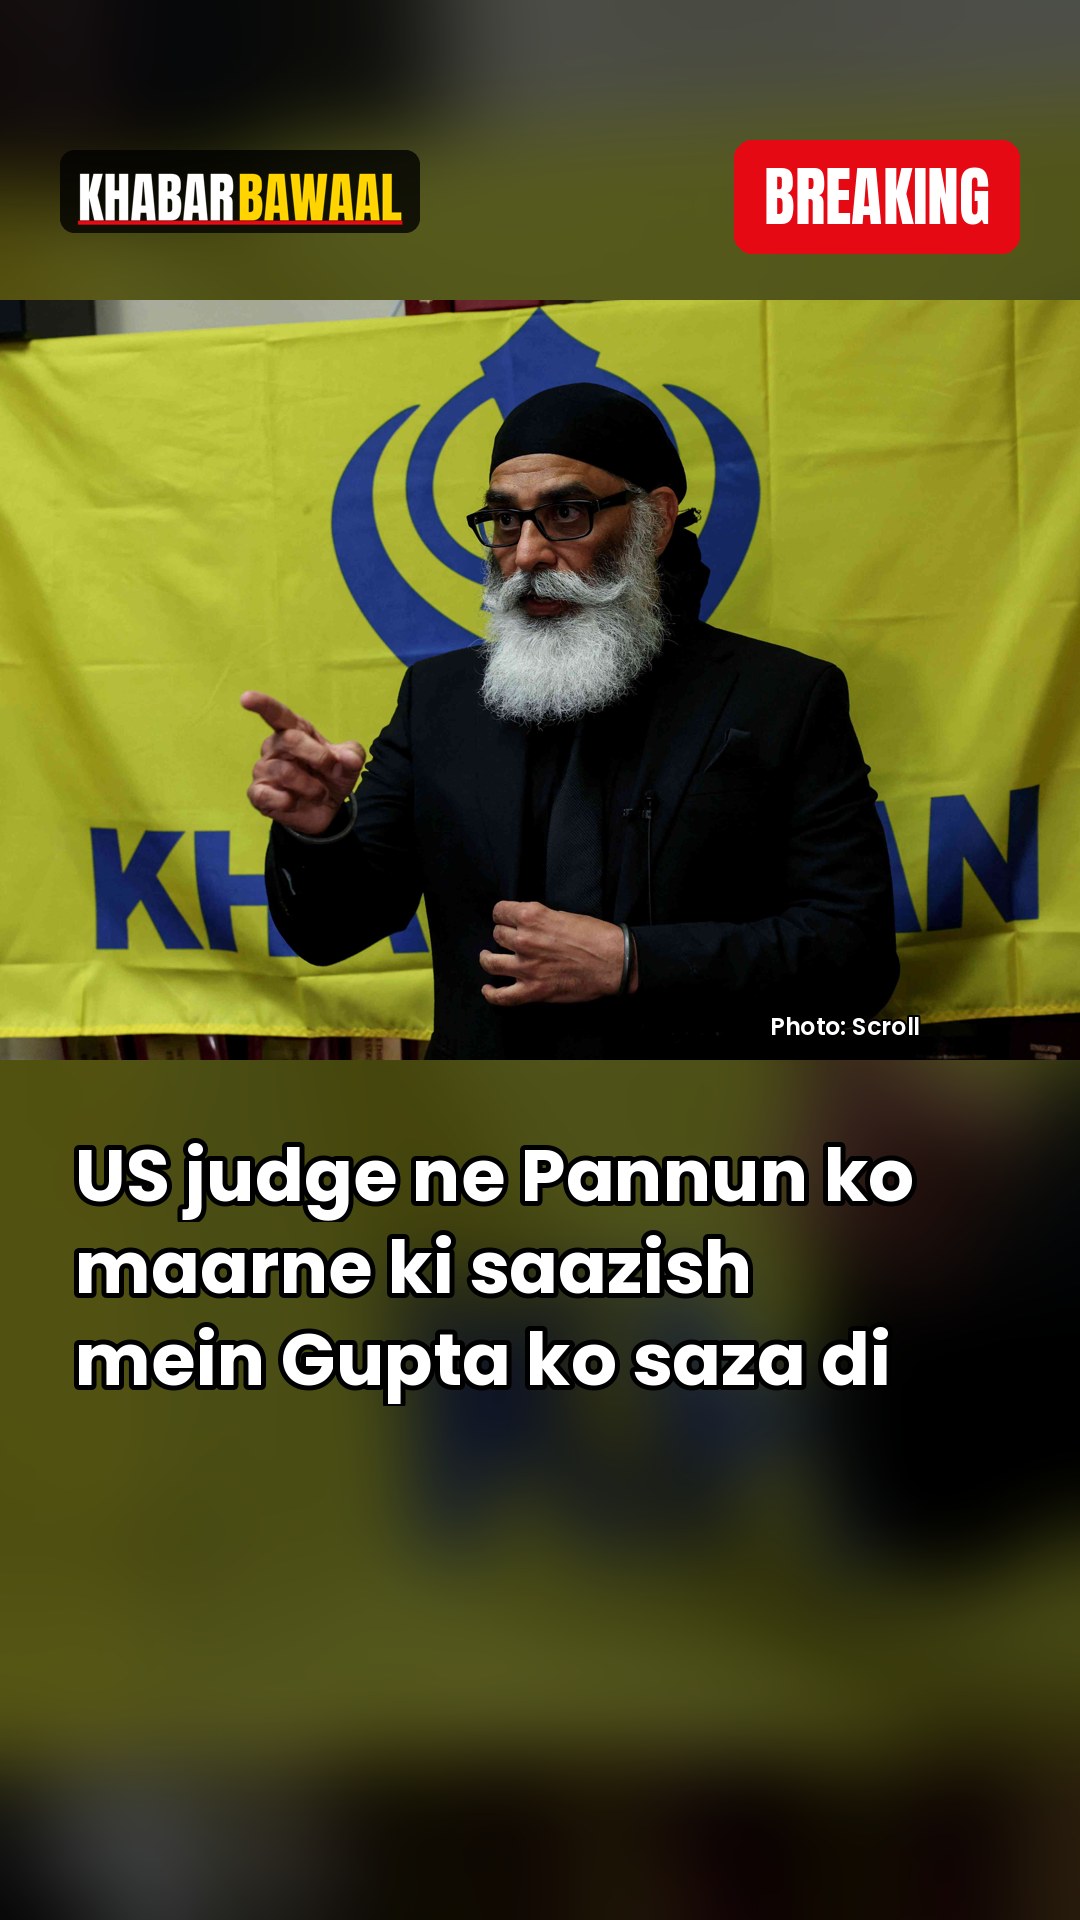 KHABARBAWAAL
BREAKING
KH AN
Photo: Scroll
US judge ne Pannun ko
maarne ki saazish
mein Gupta ko saza di